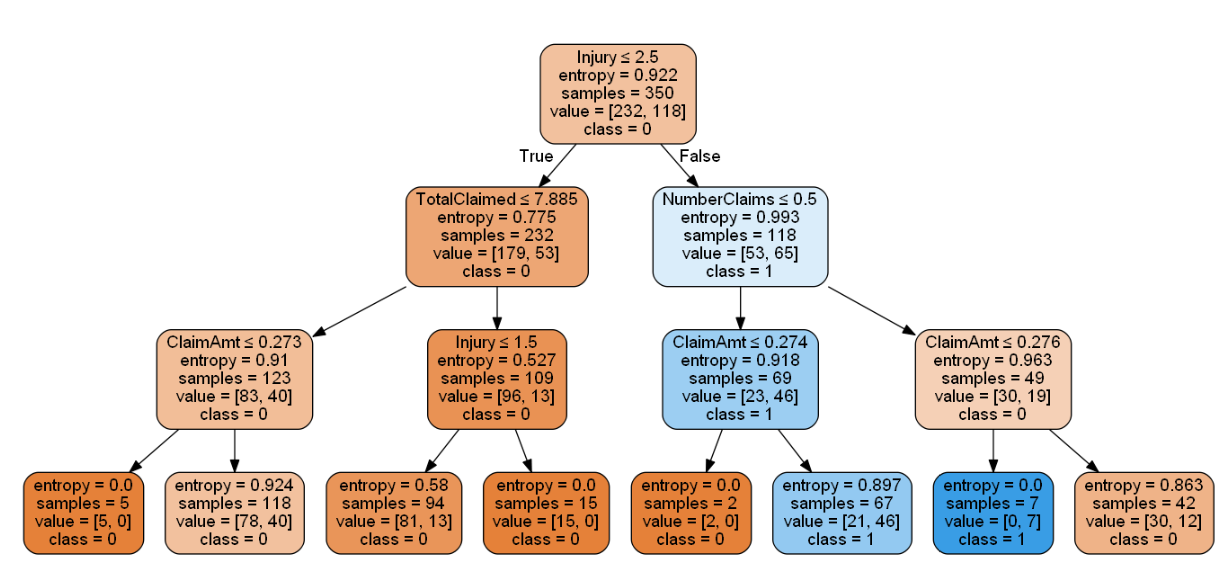 Injury ≤ 2.5
entropy = 0.922
samples = 350
value = [232, 118]
class = 0
True
False
TotalClaimed ≤ 7.885
entropy = 0.775
samples = 232
value = [179, 53]
class = 0
NumberClaims ≤ 0.5
entropy = 0.993
samples = 118
value = [53, 65]
class = 1
ClaimAmt ≤ 0.273
entropy = 0.91
samples = 123
value = [83, 40]
class = 0
Injury ≤ 1.5
entropy = 0.527
samples = 109
value = [96, 13]
class = 0
ClaimAmt ≤ 0.274
entropy = 0.918
samples = 69
value = [23, 46]
class = 1
ClaimAmt ≤ 0.276
entropy = 0.963
samples = 49
value = [30, 19]
class = 0
entropy = 0.0
samples = 5
value = [5, 0]
class = 0
entropy = 0.924
samples = 118
value = [78, 40]
class = 0
entropy = 0.58
samples = 94
value = [81, 13]
class = 0
entropy = 0.0
samples = 15
value = [15, 0]
class = 0
entropy = 0.0
samples = 2
value = [2, 0]
class = 0
entropy = 0.897
samples = 67
value = [21, 46]
class = 1
entropy = 0.0
samples = 7
value = [0, 7]
class = 1
entropy = 0.863
samples = 42
value = [30, 12]
class = 0